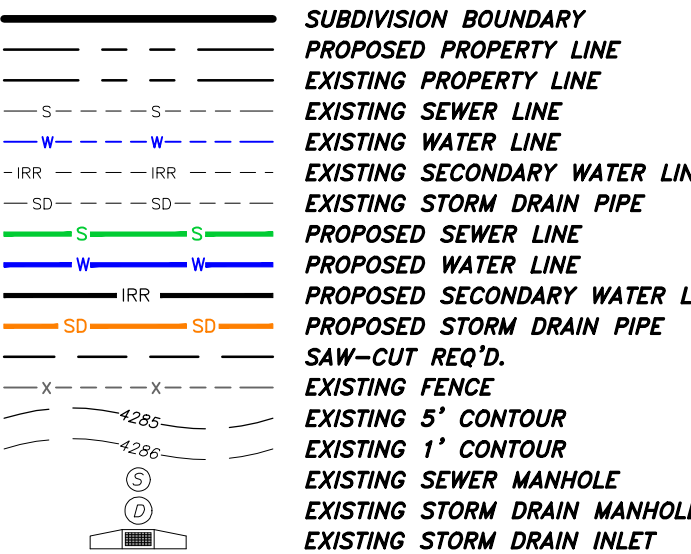 SUBDIVISION BOUNDARY
PROPOSED PROPERTY LINE
EXISTING PROPERTY LINE
S S EXISTING SEWER LINE
W W EXISTING WATER LINE
IRR IRR EXISTING SECONDARY WATER LIN
SD SD EXISTING STORM DRAIN PIPE
S S PROPOSED SEWER LINE
W W PROPOSED WATER LINE
IRR PROPOSED SECONDARY WATER L
SD SD PROPOSED STORM DRAIN PIPE
SAW-CUT REQ'D.
X X EXISTING FENCE
4285 EXISTING 5' CONTOUR
4286 EXISTING 1' CONTOUR
S EXISTING SEWER MANHOLE
D EXISTING STORM DRAIN MANHOLE
EXISTING STORM DRAIN INLET